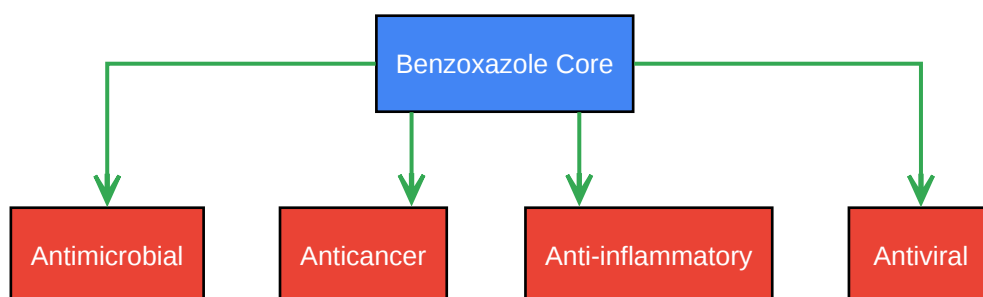 Benzoxazole Core
Antimicrobial
Anticancer
Anti-inflammatory
Antiviral